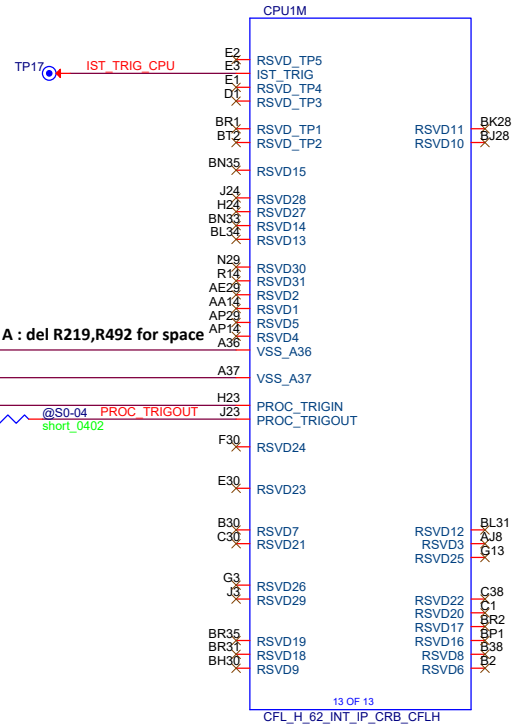 CPU1M
E2 RSVD_TP5
TP17 IST_TRIG_CPU E3 IST_TRIG
E1 RSVD_TP4
D1 RSVD_TP3
BR1 RSVD_TP1 RSVD11 BK28
BT2 RSVD_TP2 RSVD10 BJ28
BN35 RSVD15
J24 RSVD28
H24 RSVD27
BN33 RSVD14
BL34 RSVD13
N29 RSVD30
R14 RSVD31
AE29 RSVD2
AA14 RSVD1
AP29 RSVD5
A : del R219,R492 for space AP14 RSVD4
A36 VSS_A36
A37 VSS_A37
H23 PROC_TRIGIN
@S0-04 PROC_TRIGOUT J23 PROC_TRIGOUT
short_0402
F30 RSVD24
E30 RSVD23
B30 RSVD7 RSVD12 BL31
C30 RSVD21 RSVD3 AJ8
RSVD25 G13
G3 RSVD26 RSVD22 C38
J3 RSVD29 RSVD20 C1
RSVD17 BR2
BR35 RSVD19 RSVD16 BP1
BR31 RSVD18 RSVD8 B38
BH30 RSVD9 RSVD6 B2
13 OF 13
CFL_H_62_INT_IP_CRB_CFLH